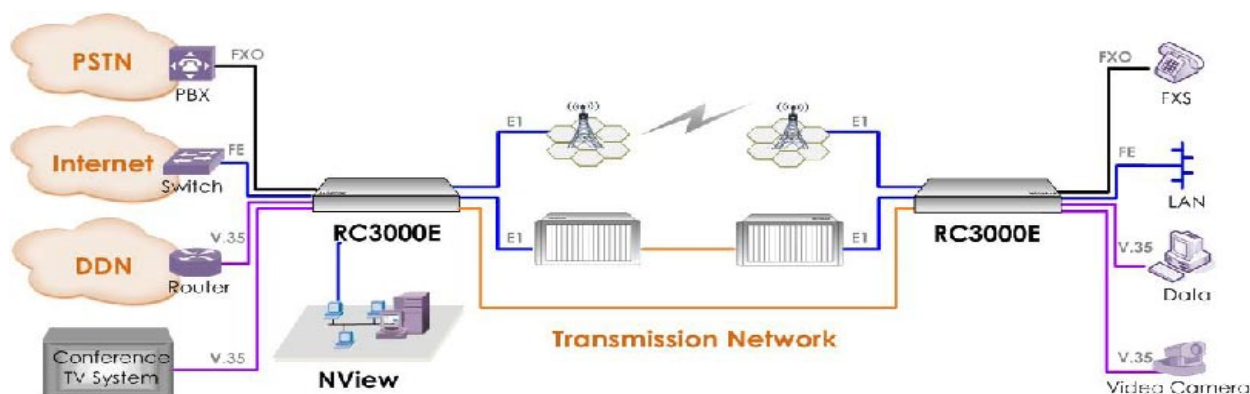 PSTN
FXO
PBX
Internet
FE
Switch
DDN
V.35
Router
Conference
TV System
V.35
RC3000E
NView
E1
E1
E1
E1
Transmission Network
RC3000E
FXO
FXS
FE
LAN
V.35
Data
V.35
Video Camera